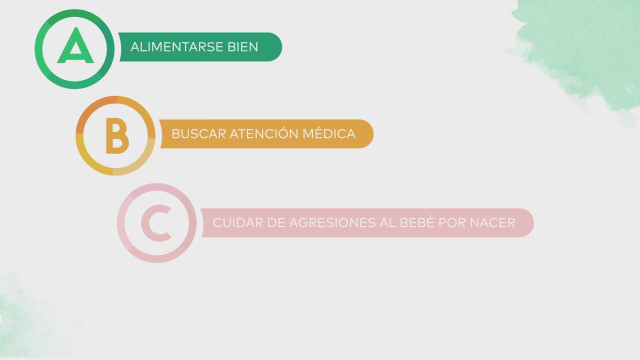 A ALIMENTARSE BIEN
B BUSCAR ATENCIÓN MÉDICA
C CUIDAR DE AGRESIONES AL BEBÉ POR NACER